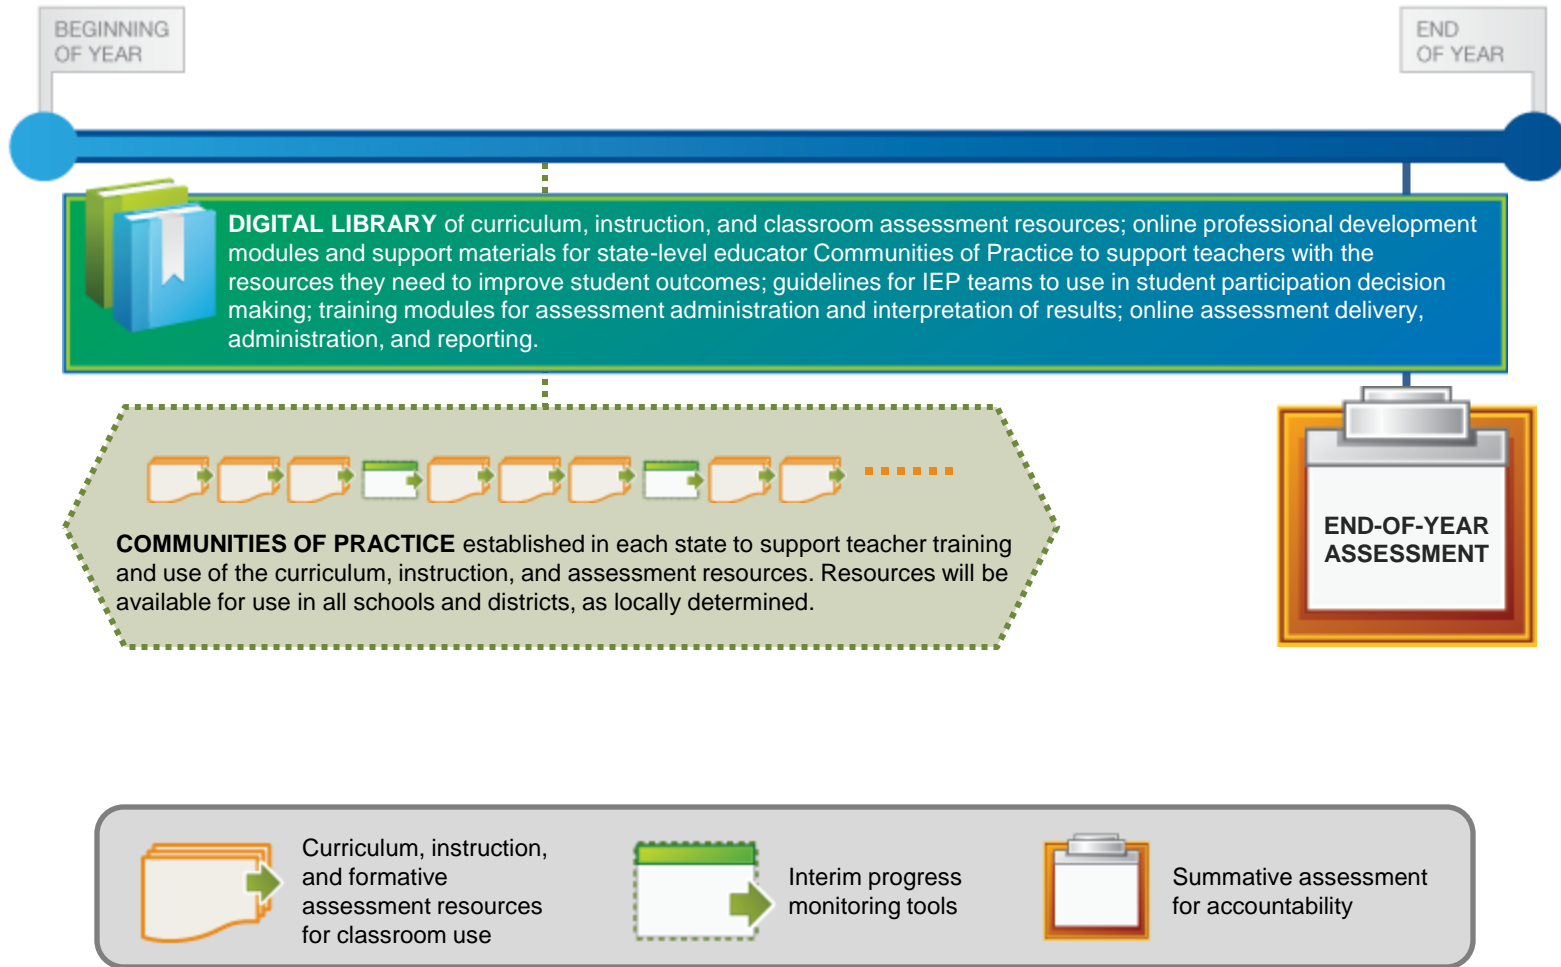 BEGINNING
OF YEAR
END
OF YEAR
DIGITAL LIBRARY of curriculum, instruction, and classroom assessment resources; online professional development
modules and support materials for state-level educator Communities of Practice to support teachers with the
resources they need to improve student outcomes; guidelines for IEP teams to use in student participation decision
making; training modules for assessment administration and interpretation of results; online assessment delivery,
administration, and reporting.
COMMUNITIES OF PRACTICE established in each state to support teacher training
and use of the curriculum, instruction, and assessment resources. Resources will be
available for use in all schools and districts, as locally determined.
END-OF-YEAR
ASSESSMENT
Curriculum, instruction,
and formative
assessment resources
for classroom use
Interim progress
monitoring tools
Summative assessment
for accountability